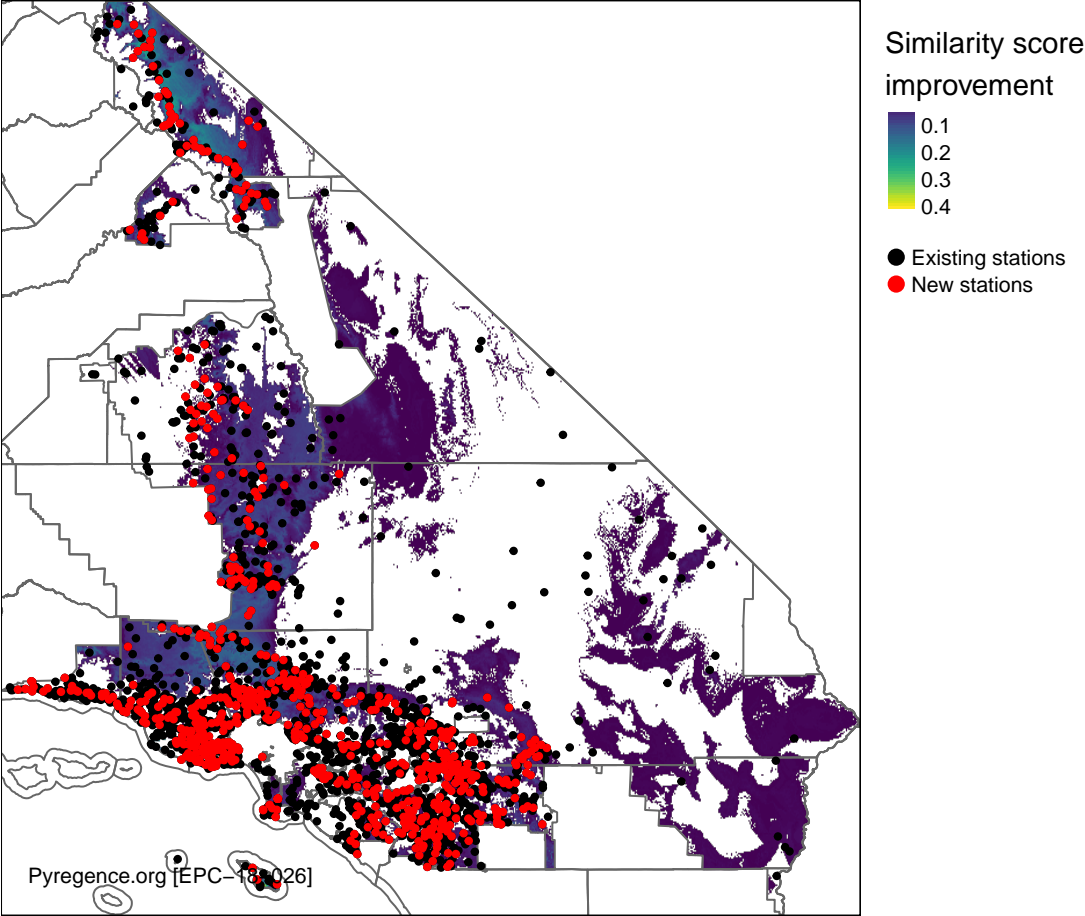 Similarity score
improvement
0.1
0.2
0.3
0.4
Existing stations
New stations
Pyregence.org [EPC−18−026]